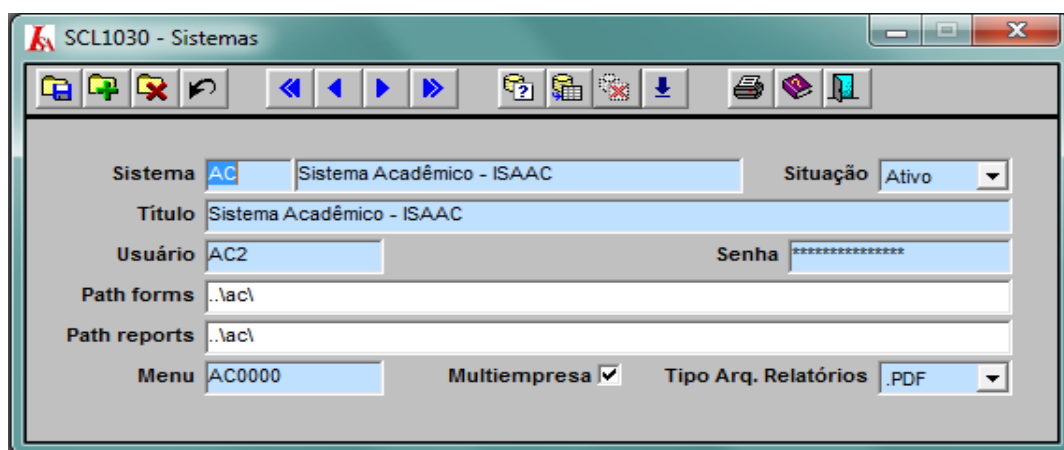 SCL1030 - Sistemas
Sistema AC Sistema Acadêmico - ISAAC Situação Ativo
Título Sistema Acadêmico - ISAAC
Usuário AC2 Senha ***************
Path forms ..\ac\
Path reports ..\ac\
Menu AC0000 Multiempresa Tipo Arq. Relatórios .PDF